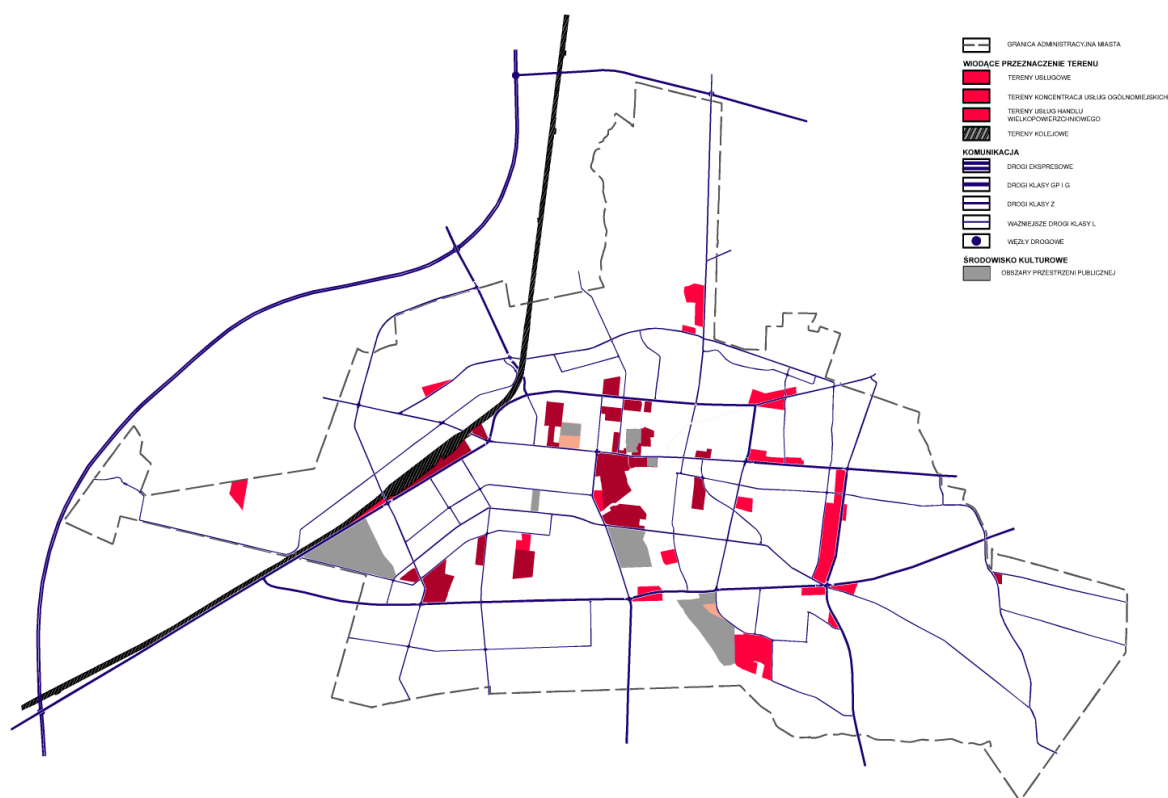 GRANICA ADMINISTRACYJNA MIASTA
WIODĄCE PRZEZNACZENIE TERENU
TERENY USŁUGOWE
TERENY KONCENTRACJI USŁUG OGÓLNOMIEJSKICH
TERENY USŁUG HANDLU
WIELKOPOWIERZCHNIOWEGO
TERENY KOLEJOWE
KOMUNIKACJA
DROGI EKSPRESOWE
DROGI KLASY GP I G
DROGI KLASY Z
WAŻNIEJSZE DROGI KLASY L
WĘZŁY DROGOWE
ŚRODOWISKO KULTUROWE
OBSZARY PRZESTRZENI PUBLICZNEJ